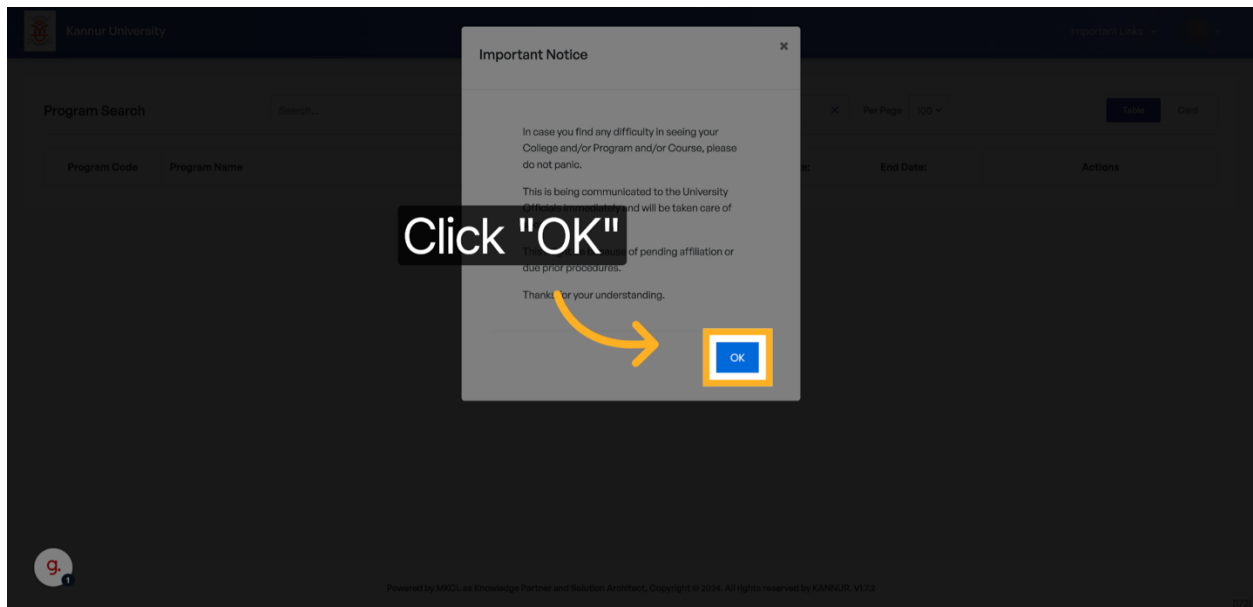 Kannur University
Important Links
Important Notice
×
Program Search
Search...
×
Per Page
100
Table
Card
In case you find any difficulty in seeing your
College and/or Program and/or Course, please
do not panic.
Program Code
Program Name
End Date:
Actions
This is being communicated to the University
Officials immediately and will be taken care of
Click "OK"
of pending affiliation or
due prior procedures.
Thanks for your understanding.
OK
g.
1
Powered by MKCL as Knowledge Partner and Solution Architect, Copyright © 2024. All rights reserved by KANNUR. V1.7.3